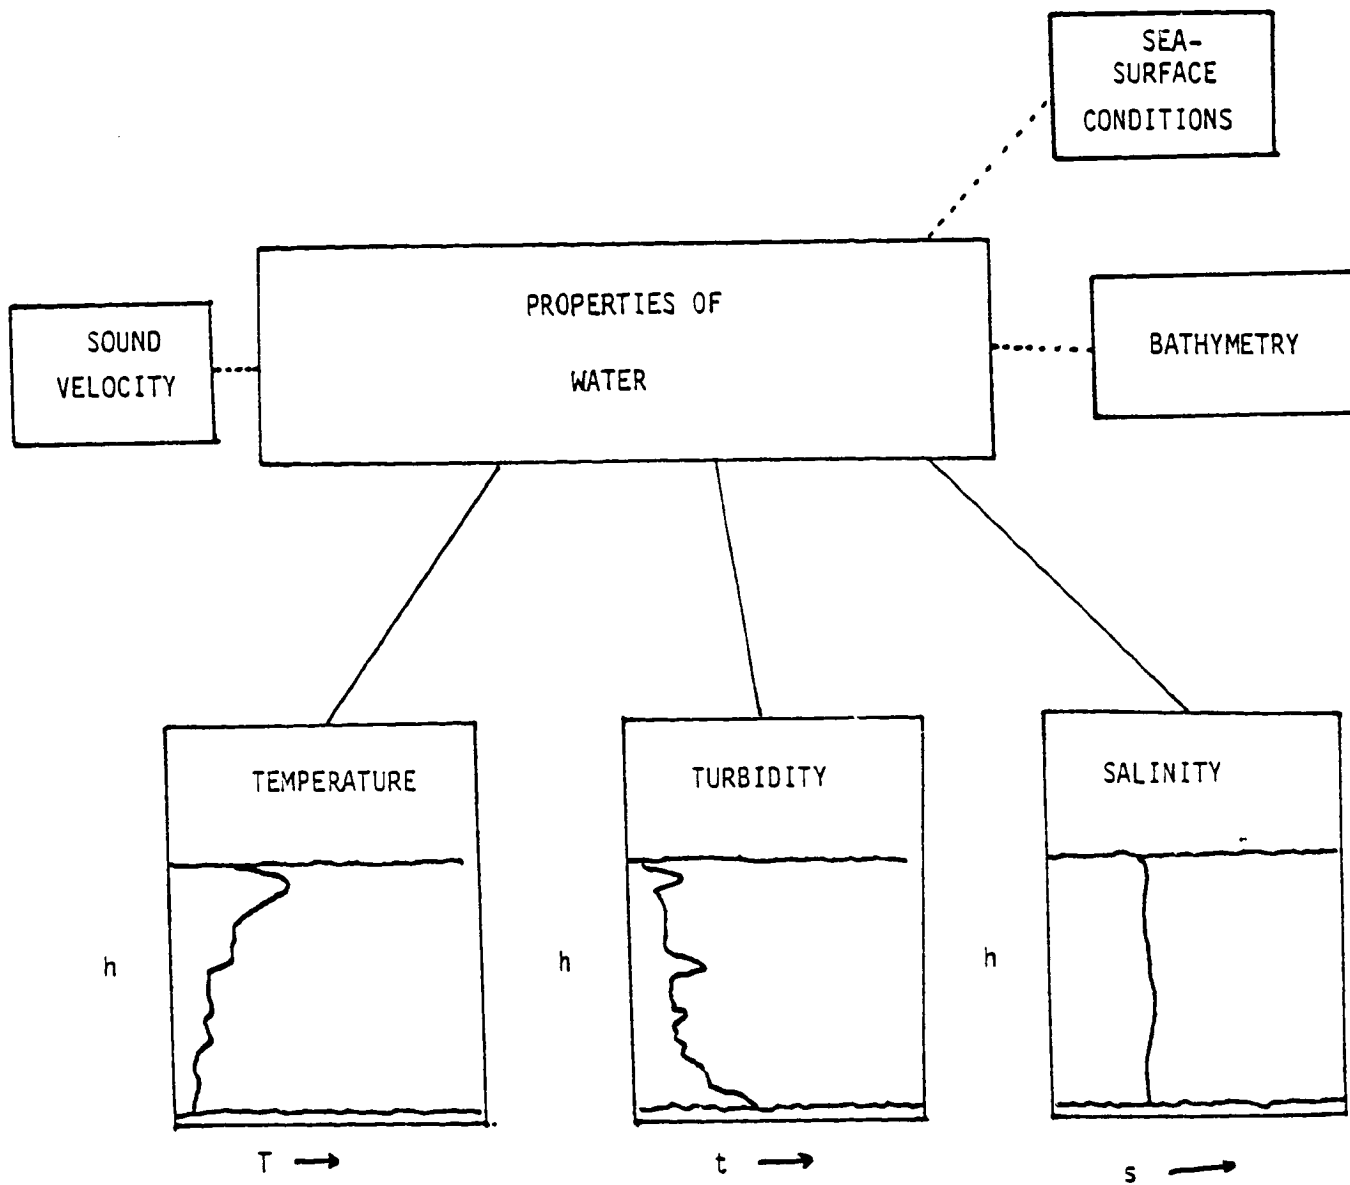 SEA-
SURFACE
CONDITIONS
PROPERTIES OF
WATER
SOUND
VELOCITY
BATHYMETRY
TEMPERATURE
TURBIDITY
SALINITY
h
h
h
T →
t →
s →